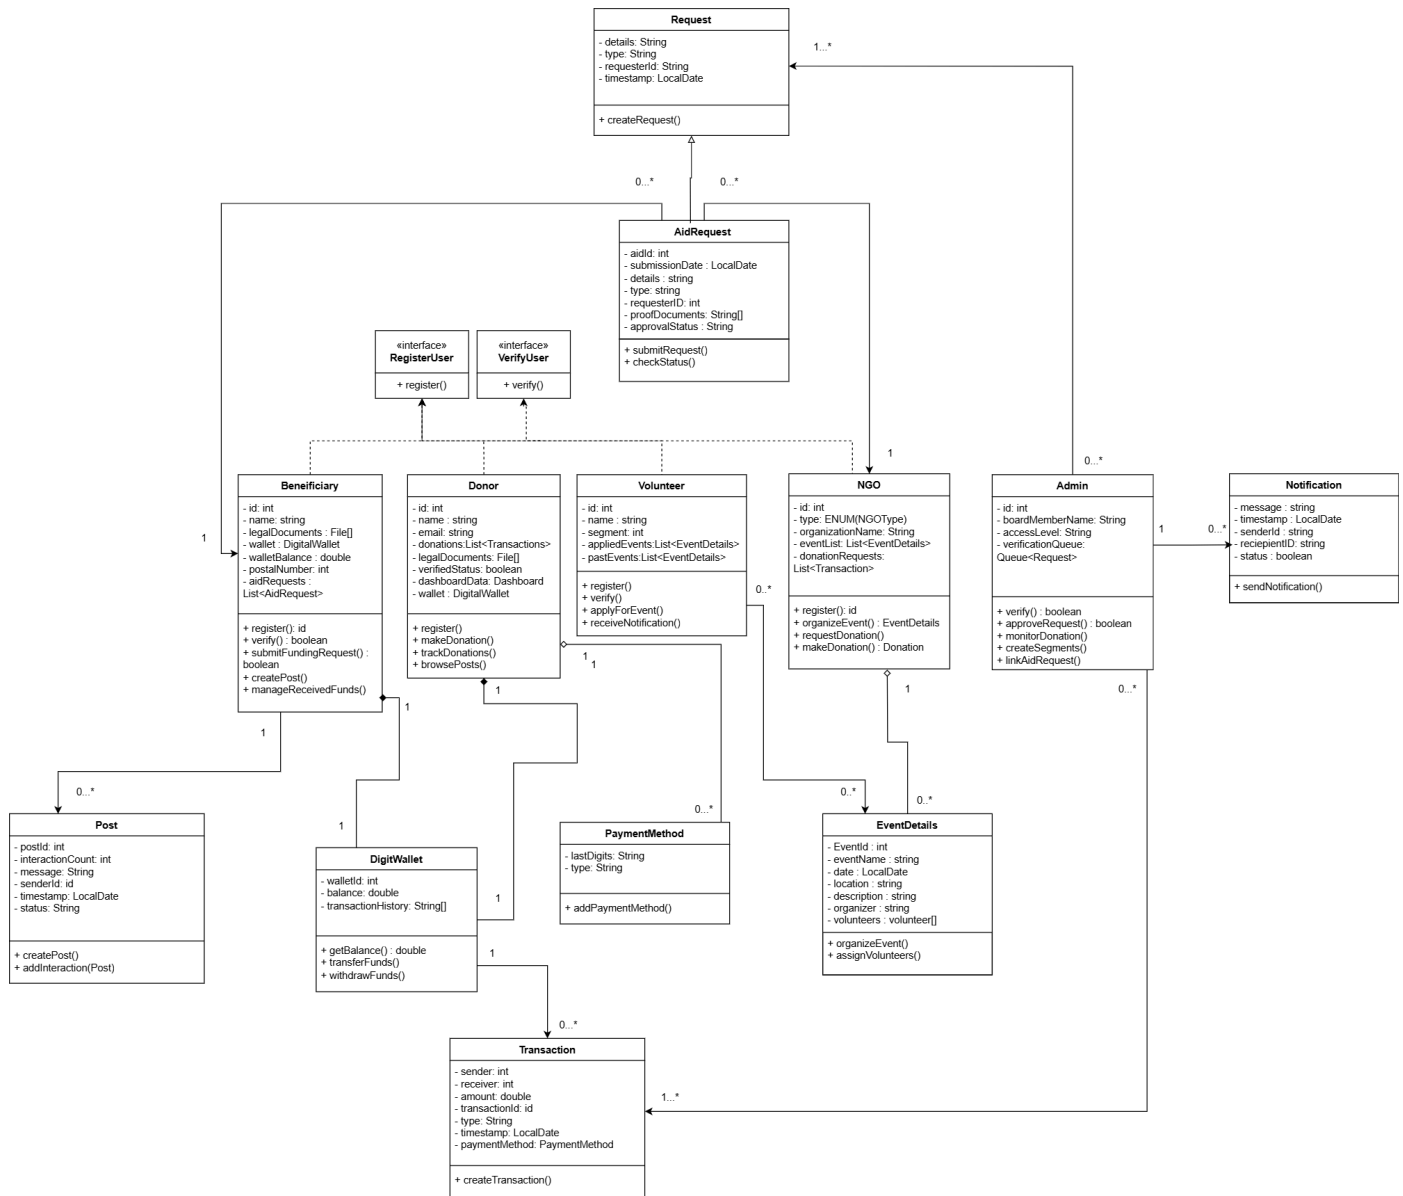 Request
- details: String
- type: String
- requesterId: String
- timestamp: LocalDate
+ createRequest()
1...*
0...*
0...*
AidRequest
- aidId: int
- submissionDate : LocalDate
- details : string
- type: string
- requesterID: int
- proofDocuments: String[]
- approvalStatus : String
+ submitRequest()
+ checkStatus()
«interface»
RegisterUser
+ register()
«interface»
VerifyUser
+ verify()
1
1
0...*
Beneificiary
- id: int
- name: string
- legalDocuments : File[]
- wallet : DigitalWallet
- walletBalance : double
- postalNumber: int
- aidRequests :
List<AidRequest>
+ register(): id
+ verify() : boolean
+ submitFundingRequest() :
boolean
+ createPost()
+ manageReceivedFunds()
Donor
- id: int
- name : string
- email: string
- donations:List<Transactions>
- legalDocuments: File[]
- verifiedStatus: boolean
- dashboardData: Dashboard
- wallet : DigitalWallet
+ register()
+ makeDonation()
+ trackDonations()
+ browsePosts()
Volunteer
- id: int
- name : string
- segment: int
- appliedEvents:List<EventDetails>
- pastEvents:List<EventDetails>
+ register()
+ verify()
+ applyForEvent()
+ receiveNotification()
0..*
NGO
- id: int
- type: ENUM(NGOType)
- organizationName: String
- eventList: List<EventDetails>
- donationRequests:
List<Transaction>
+ register(): id
+ organizeEvent() : EventDetails
+ requestDonation()
+ makeDonation() : Donation
Admin
- id: int
- boardMemberName: String
- accessLevel: String
- verificationQueue:
Queue<Request>
+ verify() : boolean
+ approveRequest() : boolean
+ monitorDonation()
+ createSegments()
+ linkAidRequest()
1
0...*
Notification
- message : string
- timestamp : LocalDate
- senderId : string
- reciepientID : string
- status : boolean
+ sendNotification()
1
1
1
1
1
1
0...*
0...*
1
0...*
0..*
0..*
Post
- postId: int
- interactionCount: int
- message: String
- senderId: id
- timestamp: LocalDate
- status: String
+ createPost()
+ addInteraction(Post)
DigitWallet
- walletId: int
- balance: double
- transactionHistory: String[]
+ getBalance() : double
+ transferFunds()
+ withdrawFunds()
1
1
PaymentMethod
- lastDigits: String
- type: String
+ addPaymentMethod()
EventDetails
- EventId : int
- eventName : string
- date : LocalDate
- location : string
- description : string
- organizer : string
- volunteers : volunteer[]
+ organizeEvent()
+ assignVolunteers()
0...*
Transaction
- sender: int
- receiver: int
- amount: double
- transactionId: id
- type: String
- timestamp: LocalDate
- paymentMethod: PaymentMethod
+ createTransaction()
1...*